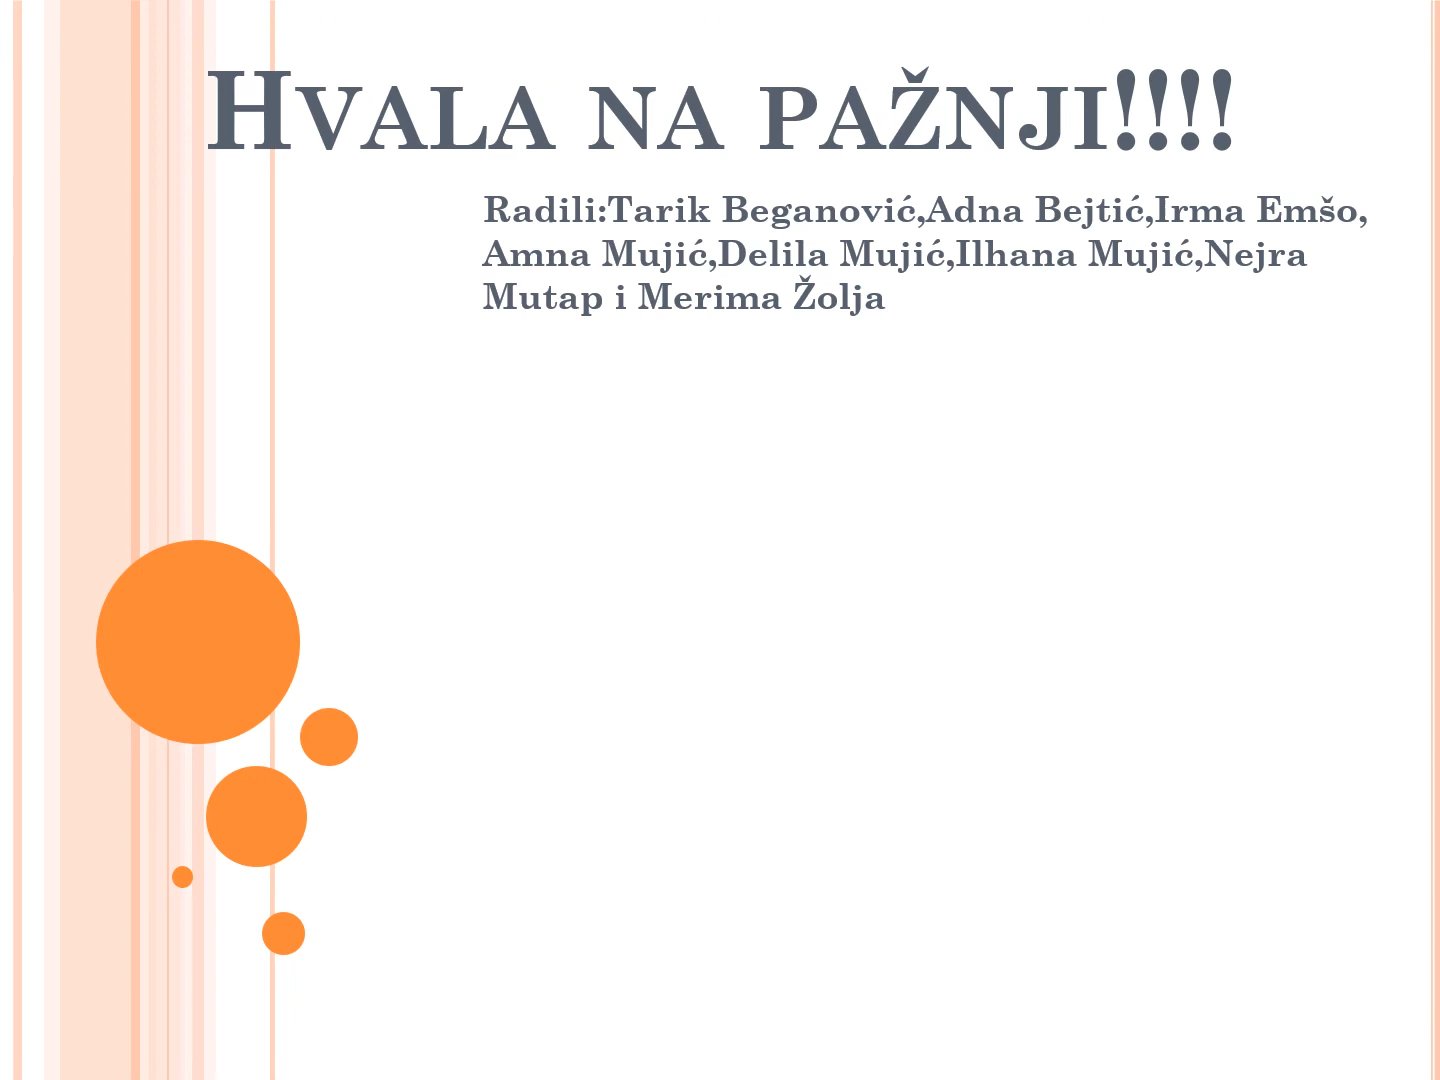 Hvala na pažnji!!!!
Radili:Tarik Beganović,Adna Bejtić,Irma Emšo,
Amna Mujić,Delila Mujić,Ilhana Mujić,Nejra
Mutap i Merima Žolja